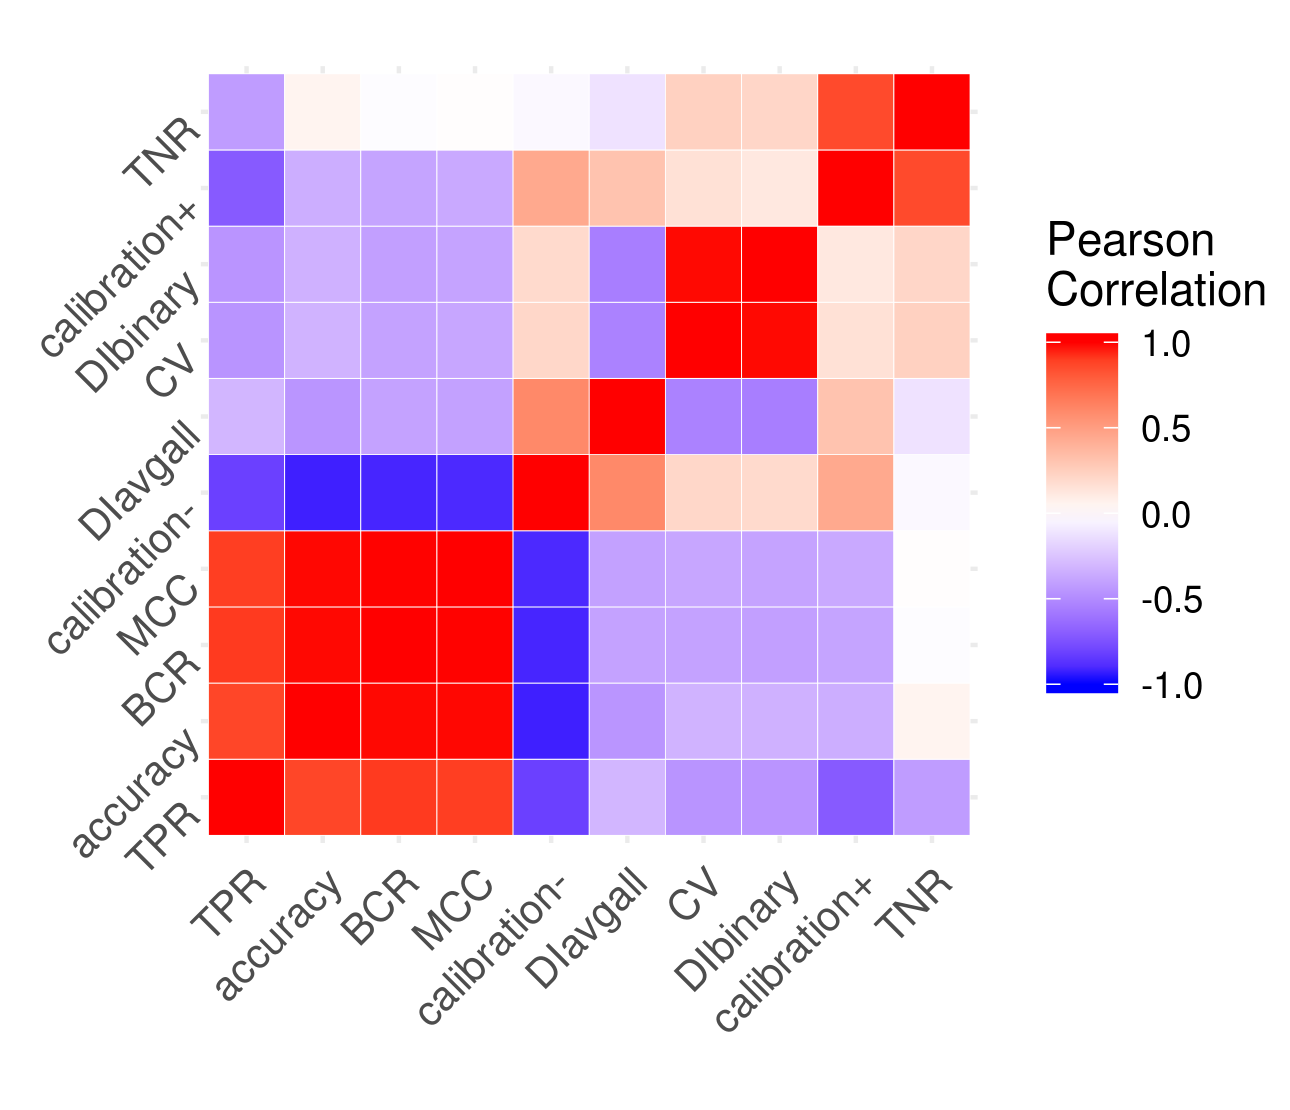 TNR
calibration+
DIbinary
CV
DIavgall
calibration-
MCC
BCR
accuracy
TPR
TPR
accuracy
BCR
MCC
calibration-
DIavgall
CV
DIbinary
calibration+
TNR
Pearson
Correlation
1.0
0.5
0.0
-0.5
-1.0